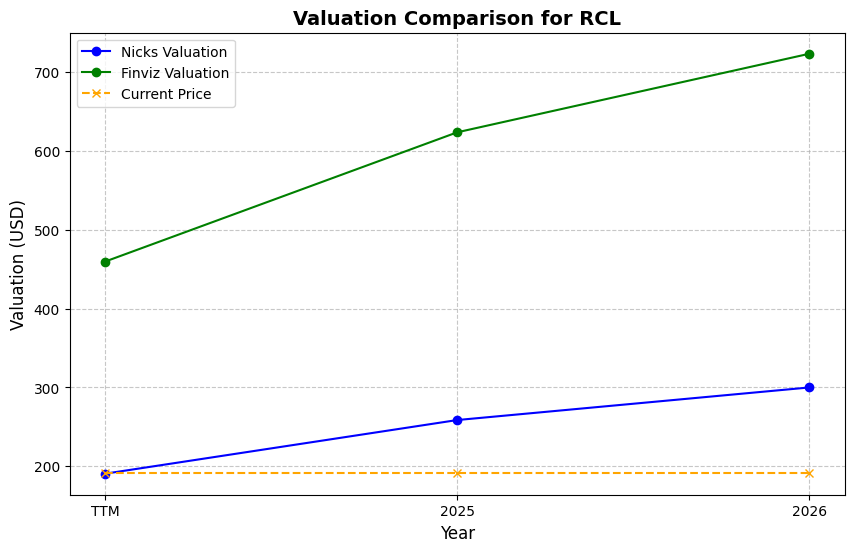 Valuation Comparison for RCL
Nicks Valuation
Finviz Valuation
Current Price
Valuation (USD)
700
600
500
400
300
200
TTM
2025
2026
Year